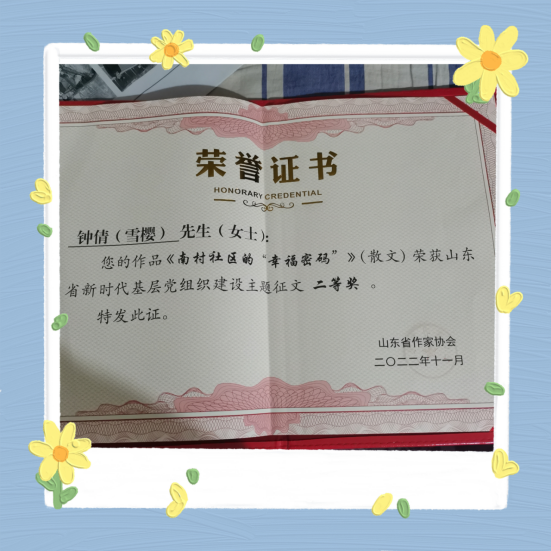 荣誉证书
HONORARY CREDENTIAL
钟倩（雪樱） 先生（女士）：
您的作品《南村社区的“幸福密码”》（散文）荣获山东
省新时代基层党组织建设主题征文 二等奖 。
特发此证。
山东省作家协会
二〇二二年十一月